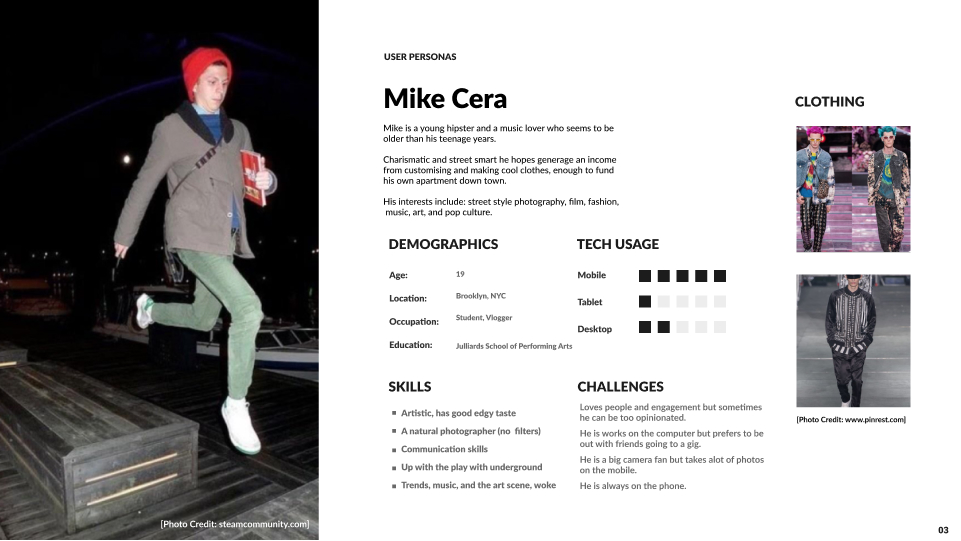 USER PERSONAS
Mike Cera
Mike is a young hipster and a music lover who seems to be
older than his teenage years.
Charismatic and street smart he hopes generage an income
from customising and making cool clothes, enough to fund
his own apartment down town.
His interests include: street style photography, film, fashion,
music, art, and pop culture.
DEMOGRAPHICS
Age: 19
Location: Brooklyn, NYC
Occupation: Student, Vlogger
Education: Julliards School of Performing Arts
TECH USAGE
Mobile
Tablet
Desktop
SKILLS
Artistic, has good edgy taste
A natural photographer (no filters)
Communication skills
Up with the play with underground
Trends, music, and the art scene, woke
CHALLENGES
Loves people and engagement but sometimes
he can be too opinionated.
He is works on the computer but prefers to be
out with friends going to a gig.
He is a big camera fan but takes alot of photos
on the mobile.
He is always on the phone.
CLOTHING
[Photo Credit: www.pinrest.com]
[Photo Credit: steamcommunity.com]
03